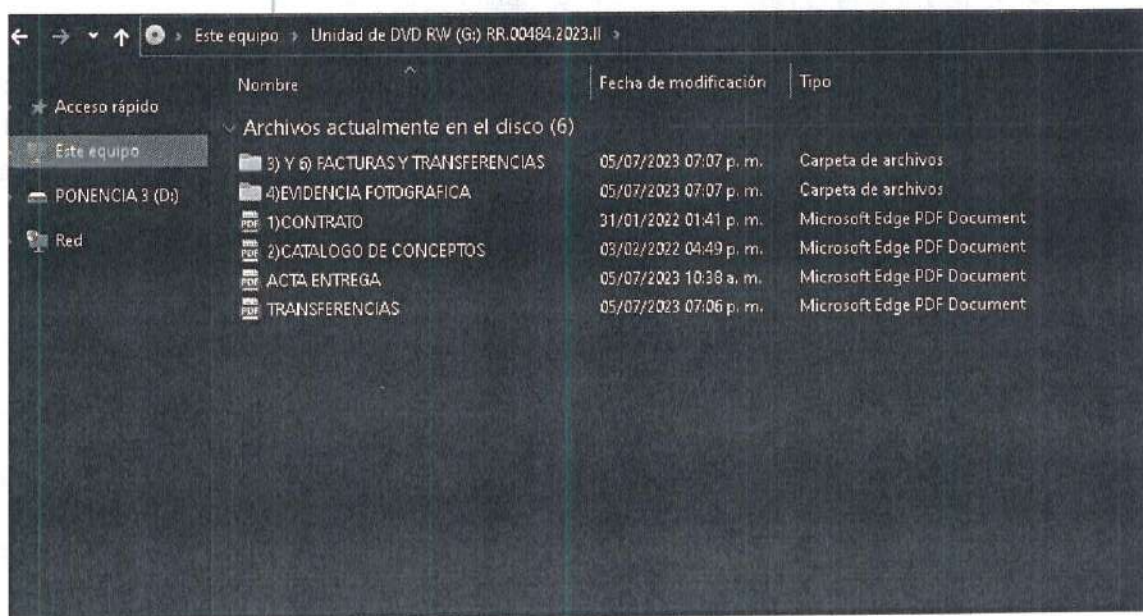 Este equipo > Unidad de DVD RW (G:) RR.00484.2023.II >
Nombre Fecha de modificación Tipo
Acceso rápido
Archivos actualmente en el disco (6)
Este equipo
3) Y 6) FACTURAS Y TRANSFERENCIAS 05/07/2023 07:07 p. m. Carpeta de archivos
4)EVIDENCIA FOTOGRAFICA 05/07/2023 07:07 p. m. Carpeta de archivos
PONENCIA 3 (D:)
PDF 1)CONTRATO 31/01/2022 01:41 p. m. Microsoft Edge PDF Document
Red
PDF 2)CATALOGO DE CONCEPTOS 03/02/2022 04:49 p. m. Microsoft Edge PDF Document
PDF ACTA ENTREGA 05/07/2023 10:38 a. m. Microsoft Edge PDF Document
PDF TRANSFERENCIAS 05/07/2023 07:06 p. m. Microsoft Edge PDF Document